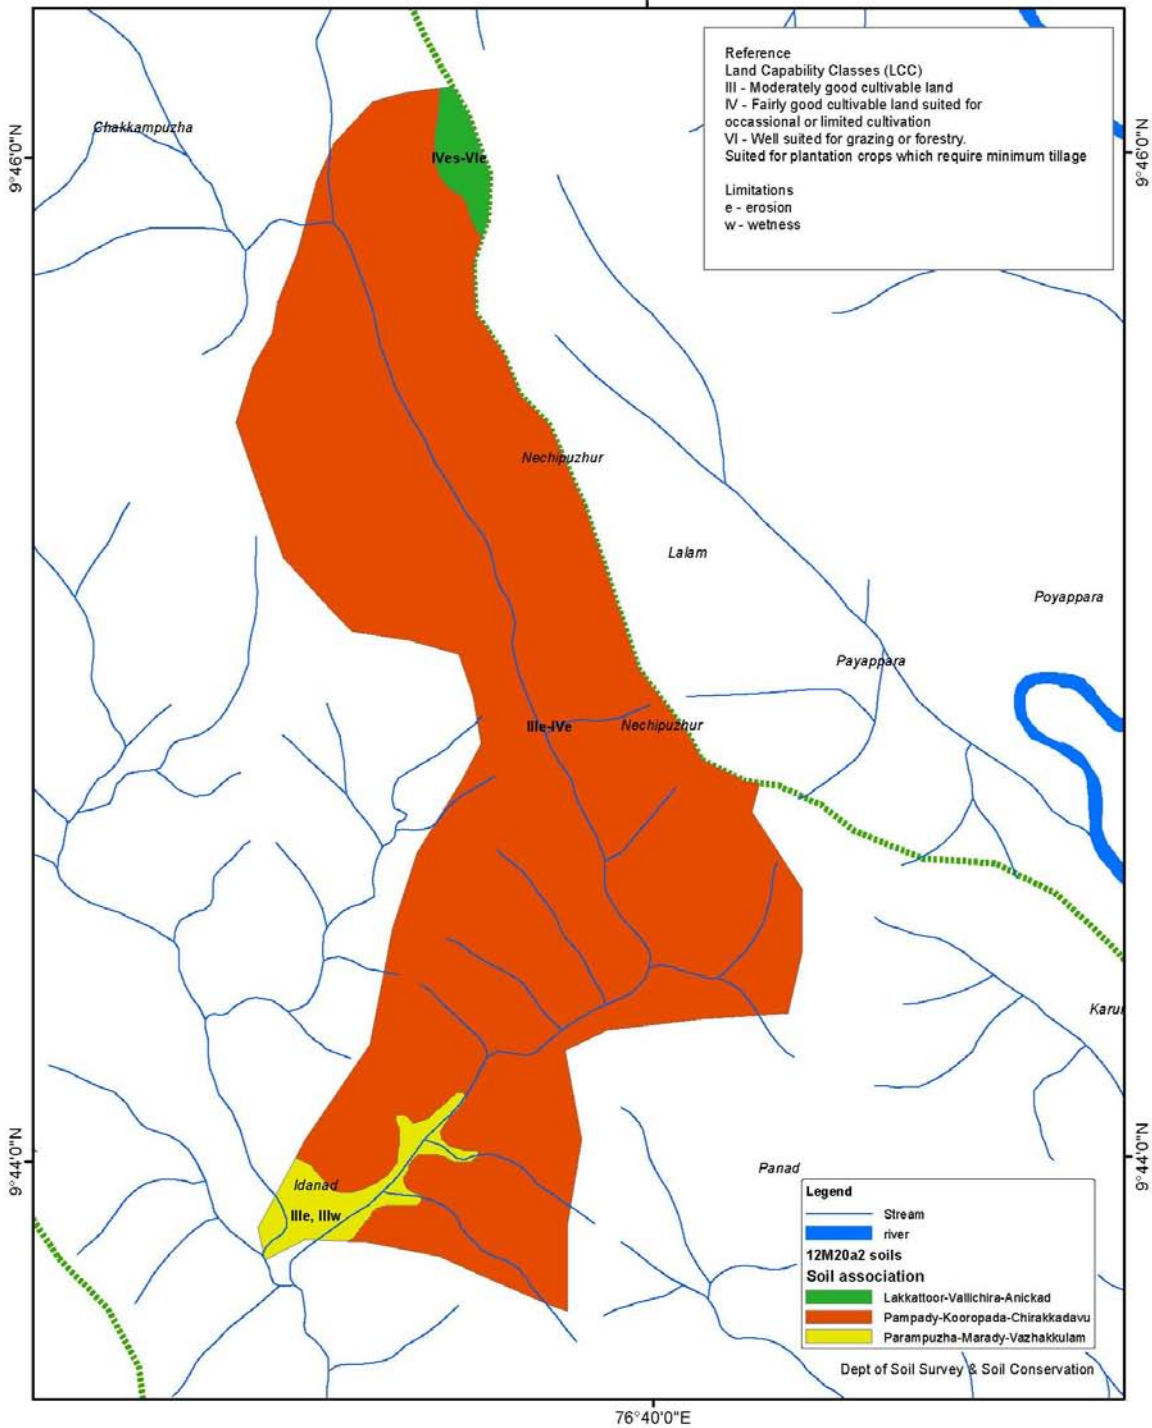 Reference
Land Capability Classes (LCC)
III - Moderately good cultivable land
IV - Fairly good cultivable land suited for
occassional or limited cultivation
VI - Well suited for grazing or forestry.
Suited for plantation crops which require minimum tillage
Limitations
e - erosion
w - wetness
Chakkampuzha
9°46'0"N
9°46'0"N
IVes-VIe
Nechipuzhur
Lalam
Poyappara
Payappara
IIIe-IVe
Nechipuzhur
Karur
9°44'0"N
9°44'0"N
Panad
Idanad
IIIe, IIIw
Legend
Stream
river
12M20a2 soils
Soil association
Lakkattoor-Vallichira-Anickad
Pampady-Kooropada-Chirakkadavu
Parampuzha-Marady-Vazhakkulam
Dept of Soil Survey & Soil Conservation
76°40'0"E